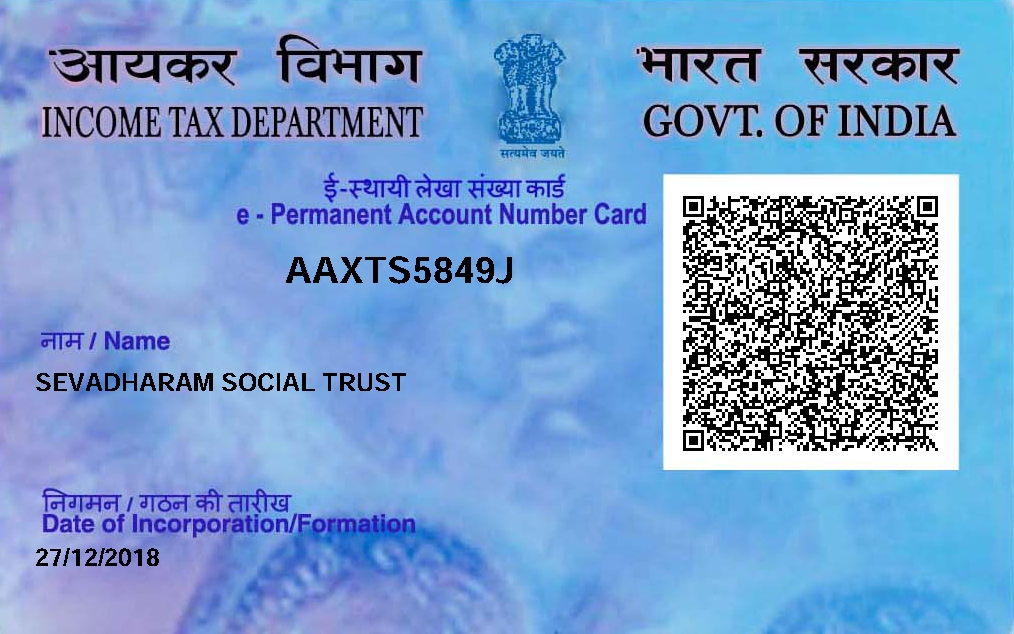 आयकर विभाग
INCOME TAX DEPARTMENT
सत्यमेव जयते
भारत सरकार
GOVT. OF INDIA
ई-स्थायी लेखा संख्या कार्ड
e - Permanent Account Number Card
AAXTS5849J
नाम / Name
SEVADHARAM SOCIAL TRUST
निगमन / गठन की तारीख
Date of Incorporation/Formation
27/12/2018